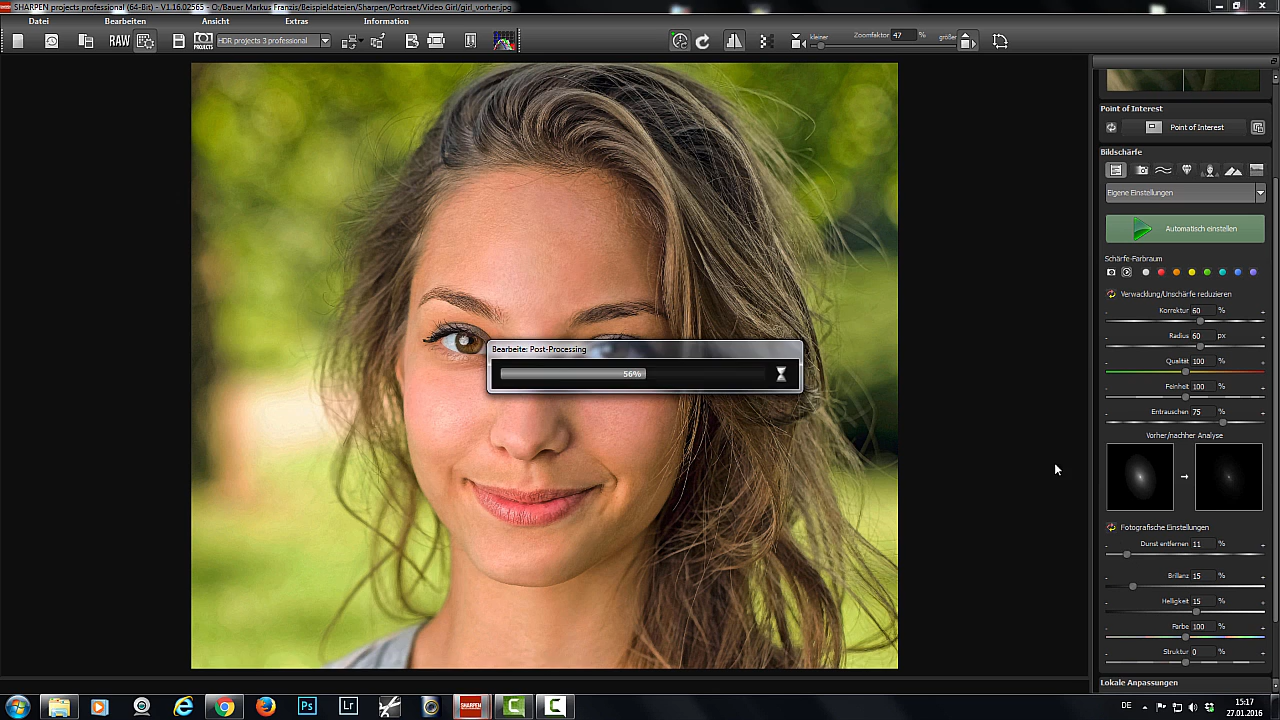 SHARPEN projects professional (64-Bit) - V1.16.02565 - O:/Bauer Markus Franzis/Beispieldateien/Sharpen/Portraet/Video Girl/girl_vorher.jpg
Datei Bearbeiten Ansicht Extras Information
RAW PROJECTS HDR projects 3 professional kleiner Zoomfaktor 47 % größer
Point of Interest
Point of Interest
Bildschärfe
Eigene Einstellungen
Automatisch einstellen
Schärfe-Farbraum
Verwacklung/Unschärfe reduzieren
Korrektur 60 %
Radius 60 px
Bearbeite: Post-Processing
Qualität 100 %
56%
Feinheit 100 %
Entrauschen 75 %
Vorher/nachher Analyse
Fotografische Einstellungen
Dunst entfernen 11 %
Brillanz 15 %
Helligkeit 15 %
Farbe 100 %
Struktur 0 %
Lokale Anpassungen
Ps Lr SHARPEN DE 15:17
27.01.2016